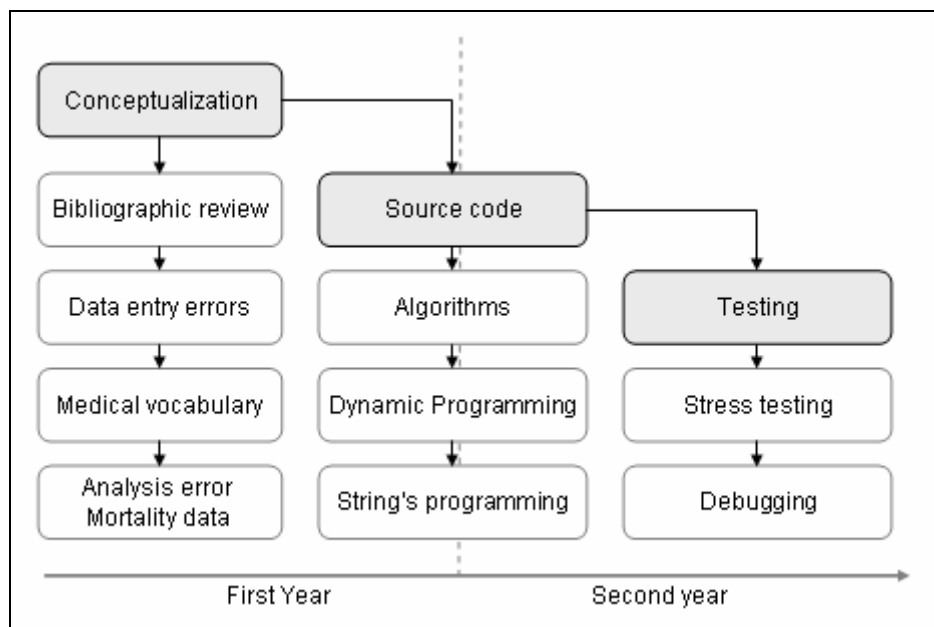 Conceptualization
Bibliographic review
Data entry errors
Medical vocabulary
Analysis error
Mortality data
Source code
Algorithms
Dynamic Programming
String's programming
Testing
Stress testing
Debugging
First Year
Second year